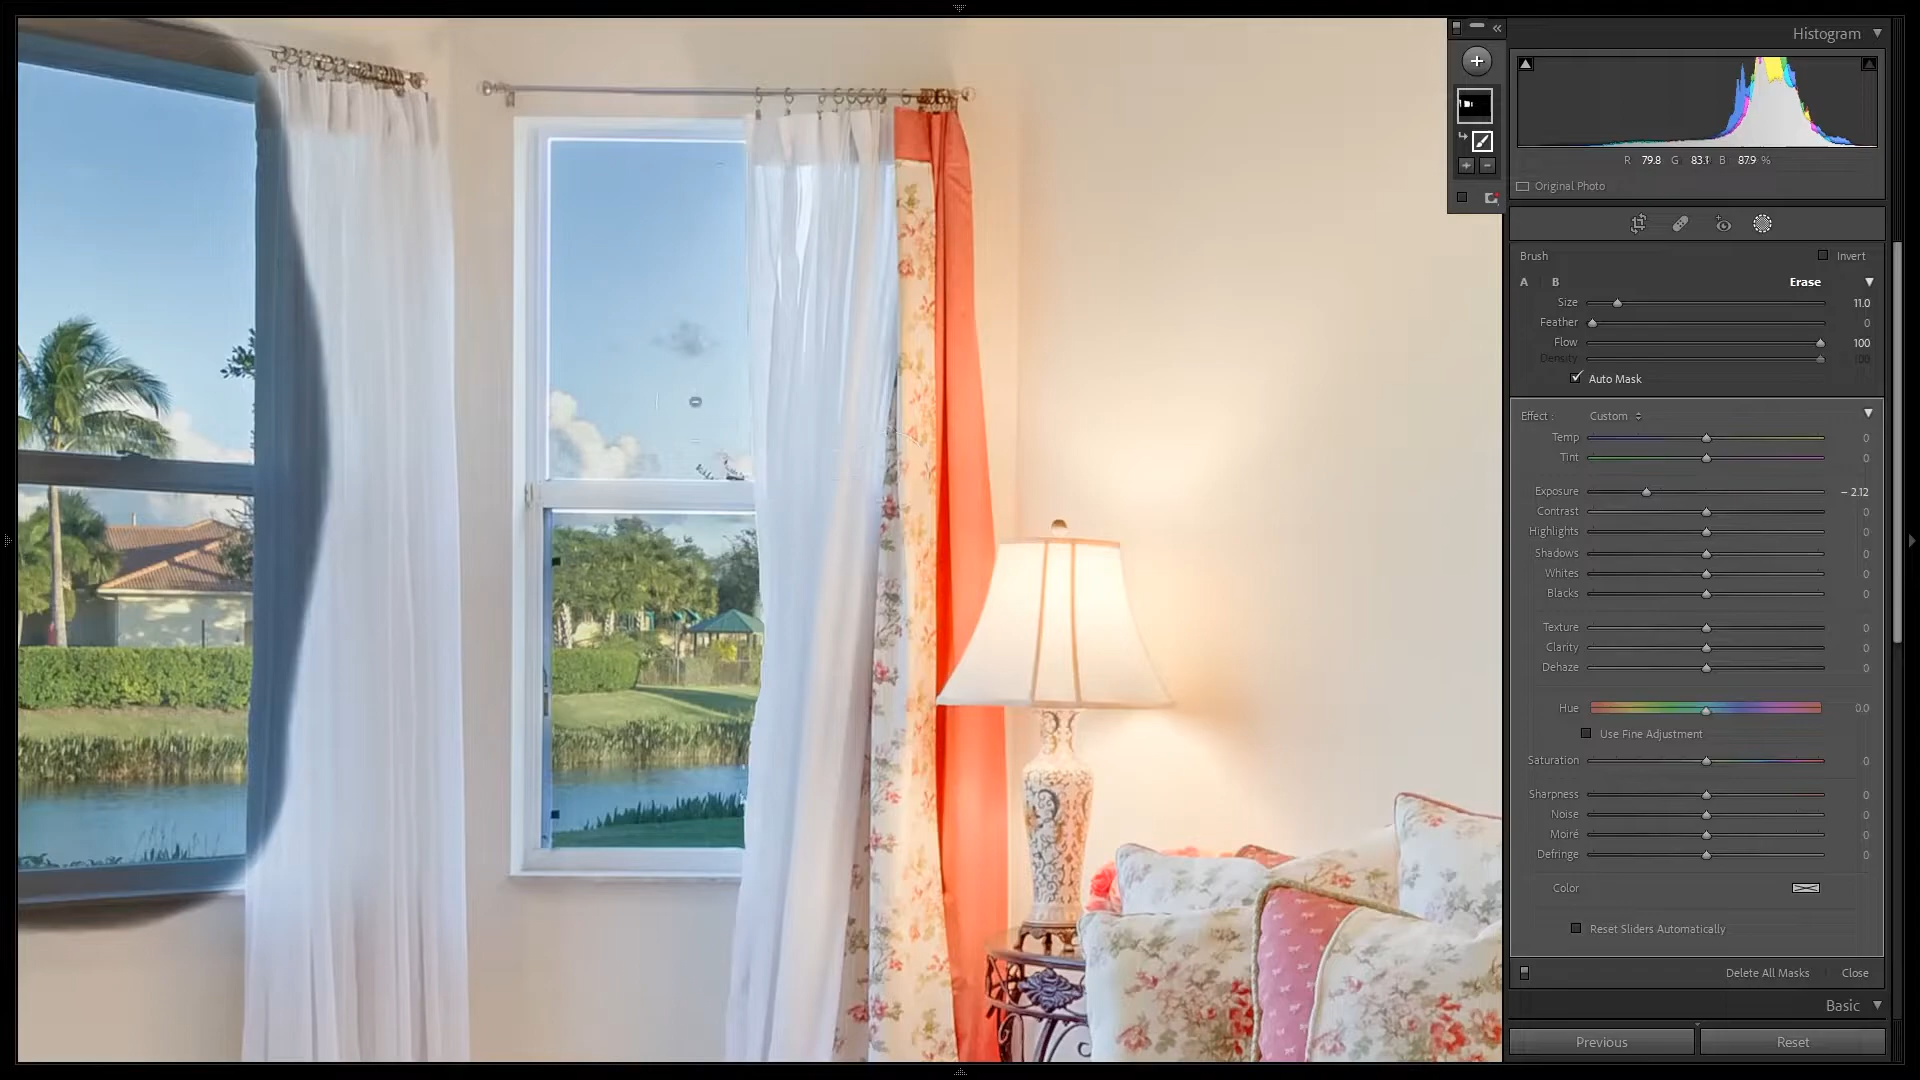 Histogram
R 79.8 G 83.1 B 87.9 %
Original Photo
Brush Invert
A B Erase
Size 11.0
Feather 0
Flow 100
Density 100
Auto Mask
Effect : Custom
Temp 0
Tint 0
Exposure – 2.12
Contrast 0
Highlights 0
Shadows 0
Whites 0
Blacks 0
Texture 0
Clarity 0
Dehaze 0
Hue 0.0
Use Fine Adjustment
Saturation 0
Sharpness 0
Noise 0
Moiré 0
Defringe 0
Color
Reset Sliders Automatically
Delete All Masks Close
Basic
Previous Reset